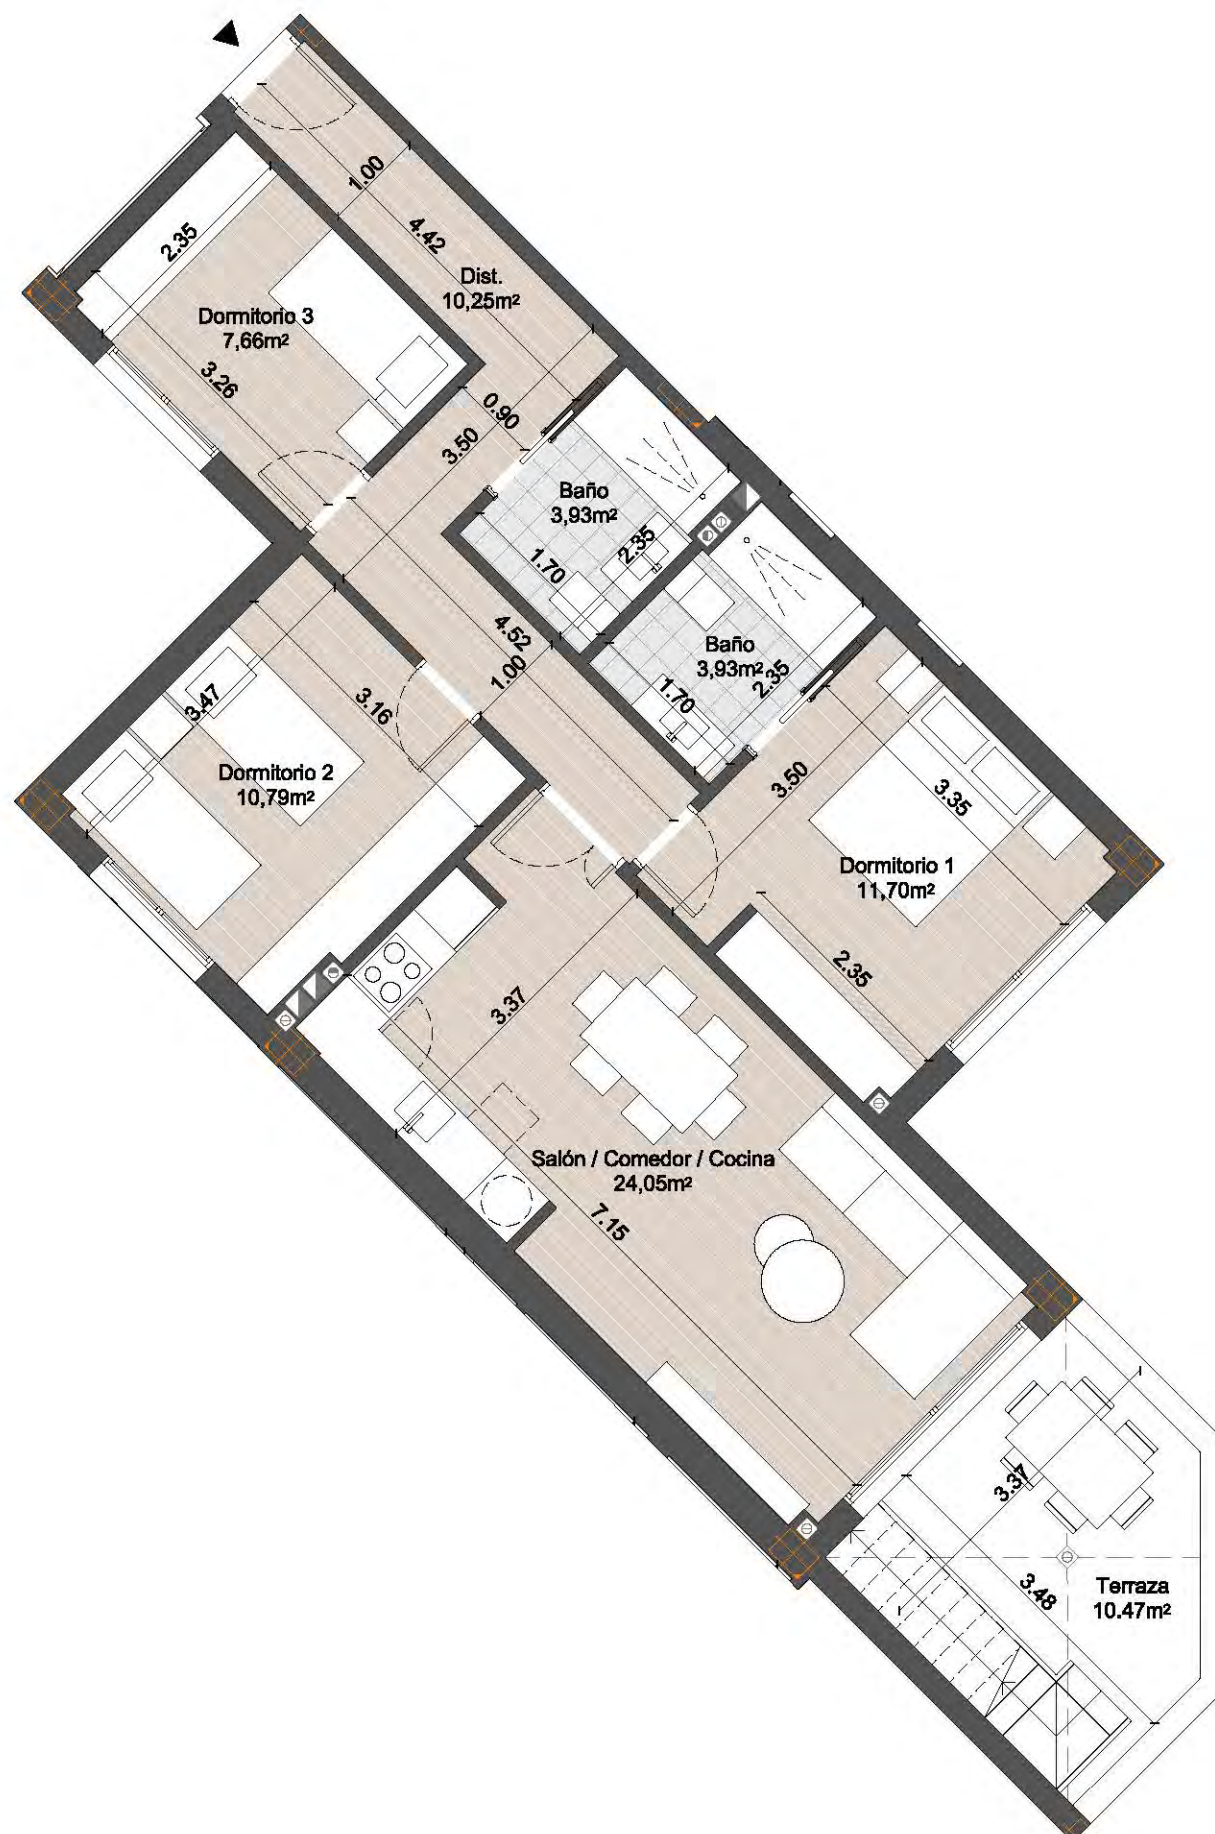 1.00
2.35
4.42
Dist.
10,25m²
Dormitorio 3
7,66m²
3.26
0.90
3.50
Baño
3,93m²
2.35
1.70
4.52
1.00
Baño
3,93m²
2.35
1.70
3.47
3.16
Dormitorio 2
10,79m²
3.50
3.35
Dormitorio 1
11,70m²
2.35
3.37
Salón / Comedor / Cocina
24,05m²
7.15
3.37
3.48
Terraza
10.47m²